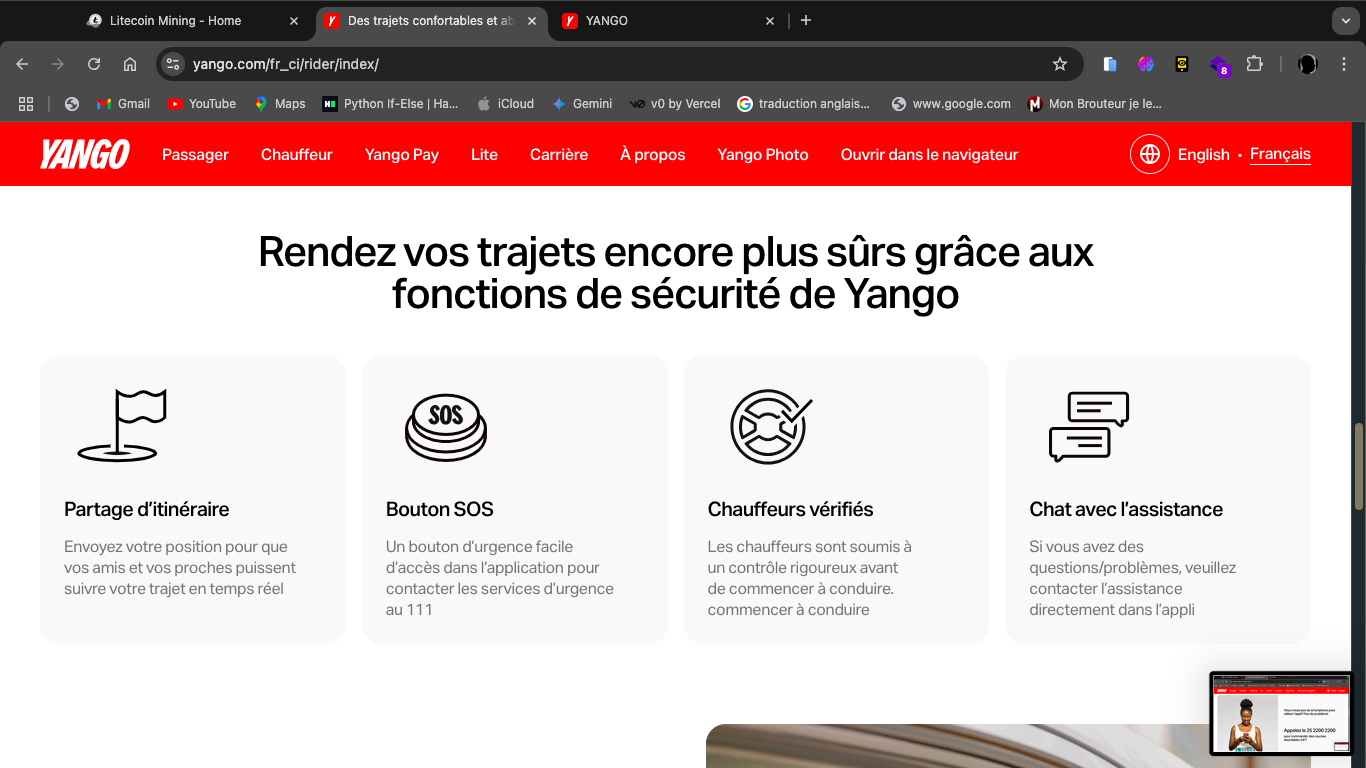 Litecoin Mining - Home
Des trajets confortables et ab
YANGO
yango.com/fr_ci/rider/index/
8
Gmail
YouTube
Maps
Python If-Else | Ha...
iCloud
Gemini
v0 by Vercel
traduction anglais...
www.google.com
Mon Brouteur je le...
YANGO
Passager
Chauffeur
Yango Pay
Lite
Carrière
À propos
Yango Photo
Ouvrir dans le navigateur
English • Français
Rendez vos trajets encore plus sûrs grâce aux
fonctions de sécurité de Yango
SOS
Partage d’itinéraire
Envoyez votre position pour que
vos amis et vos proches puissent
suivre votre trajet en temps réel
Bouton SOS
Un bouton d’urgence facile
d’accès dans l’application pour
contacter les services d’urgence
au 111
Chauffeurs vérifiés
Les chauffeurs sont soumis à
un contrôle rigoureux avant
de commencer à conduire.
commencer à conduire
Chat avec l’assistance
Si vous avez des
questions/problèmes, veuillez
contacter l’assistance
directement dans l’appli
Appelez le 25 2200 2200